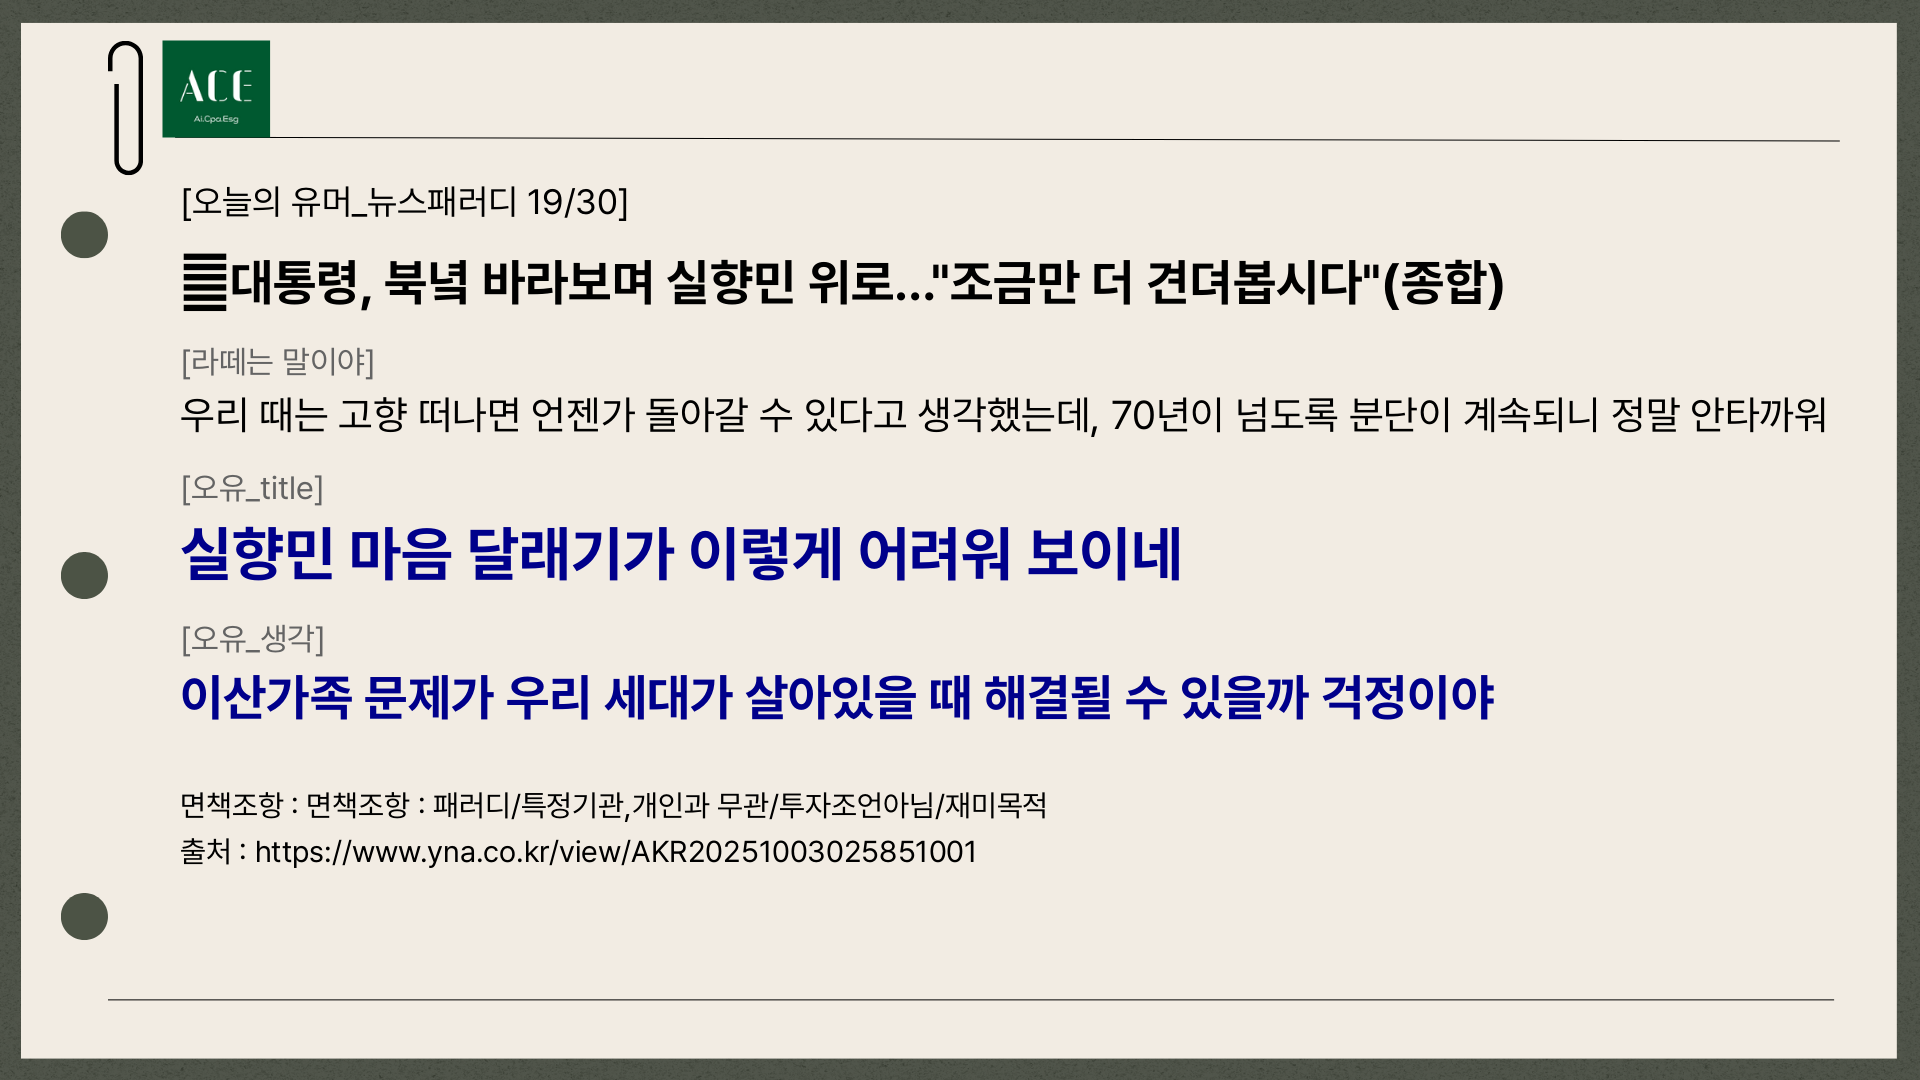 ACE
Ai.Cpa.Esg
[오늘의 유머_뉴스패러디 19/30]
대통령, 북녘 바라보며 실향민 위로…"조금만 더 견뎌봅시다"(종합)
[라떼는 말이야]
우리 때는 고향 떠나면 언젠가 돌아갈 수 있다고 생각했는데, 70년이 넘도록 분단이 계속되니 정말 안타까워
[오유_title]
실향민 마음 달래기가 이렇게 어려워 보이네
[오유_생각]
이산가족 문제가 우리 세대가 살아있을 때 해결될 수 있을까 걱정이야
면책조항 : 면책조항 : 패러디/특정기관,개인과 무관/투자조언아님/재미목적
출처 : https://www.yna.co.kr/view/AKR20251003025851001